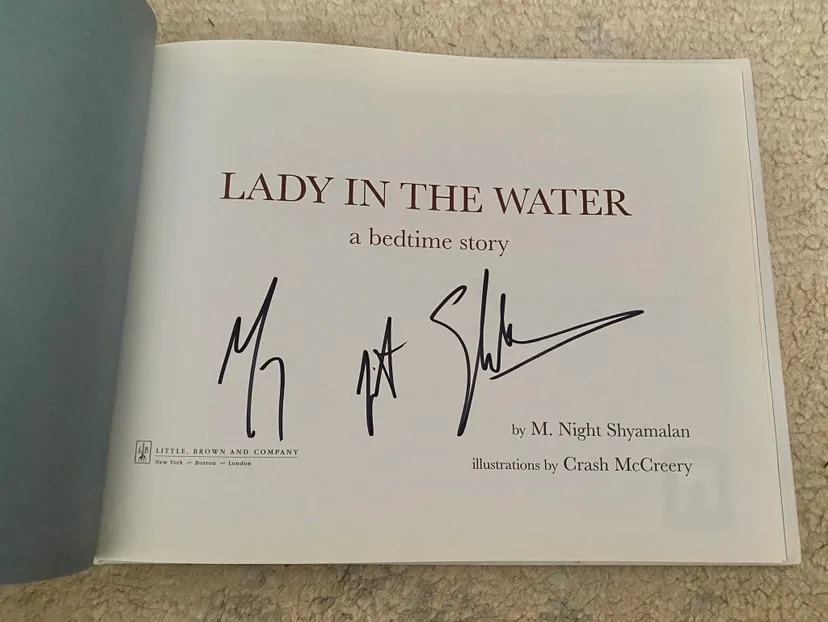 LADY IN THE WATER
a bedtime story
by M. Night Shyamalan
illustrations by Crash McCreery
LB
LITTLE, BROWN AND COMPANY
New York Boston London